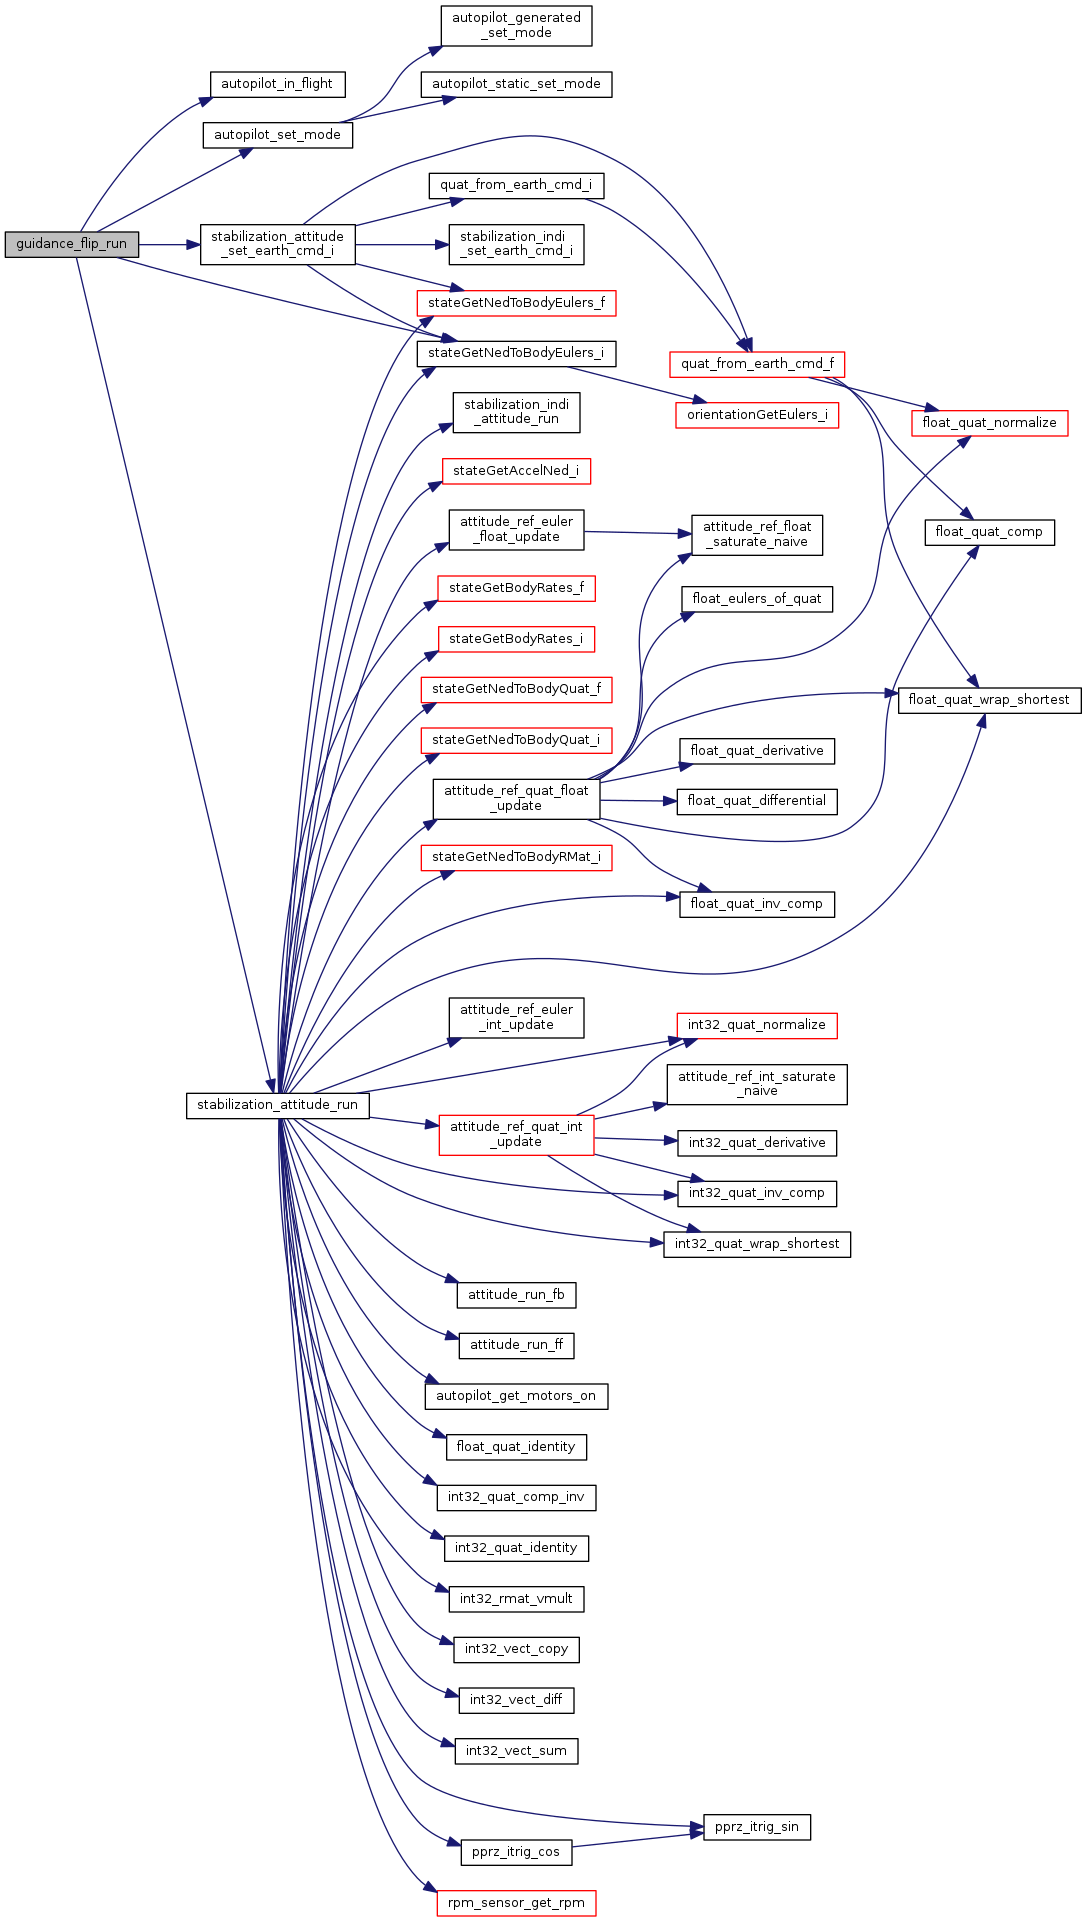 autopilot_generated
_set_mode
autopilot_in_flight
autopilot_static_set_mode
autopilot_set_mode
quat_from_earth_cmd_i
guidance_flip_run
stabilization_attitude
_set_earth_cmd_i
stabilization_indi
_set_earth_cmd_i
stateGetNedToBodyEulers_f
stateGetNedToBodyEulers_i
quat_from_earth_cmd_f
stabilization_indi
_attitude_run
orientationGetEulers_i
float_quat_normalize
stateGetAccelNed_i
attitude_ref_euler
_float_update
attitude_ref_float
_saturate_naive
float_quat_comp
stateGetBodyRates_f
float_eulers_of_quat
stateGetBodyRates_i
stateGetNedToBodyQuat_f
float_quat_wrap_shortest
stateGetNedToBodyQuat_i
float_quat_derivative
attitude_ref_quat_float
_update
float_quat_differential
stateGetNedToBodyRMat_i
float_quat_inv_comp
attitude_ref_euler
_int_update
int32_quat_normalize
attitude_ref_int_saturate
_naive
stabilization_attitude_run
attitude_ref_quat_int
_update
int32_quat_derivative
int32_quat_inv_comp
int32_quat_wrap_shortest
attitude_run_fb
attitude_run_ff
autopilot_get_motors_on
float_quat_identity
int32_quat_comp_inv
int32_quat_identity
int32_rmat_vmult
int32_vect_copy
int32_vect_diff
int32_vect_sum
pprz_itrig_sin
pprz_itrig_cos
rpm_sensor_get_rpm